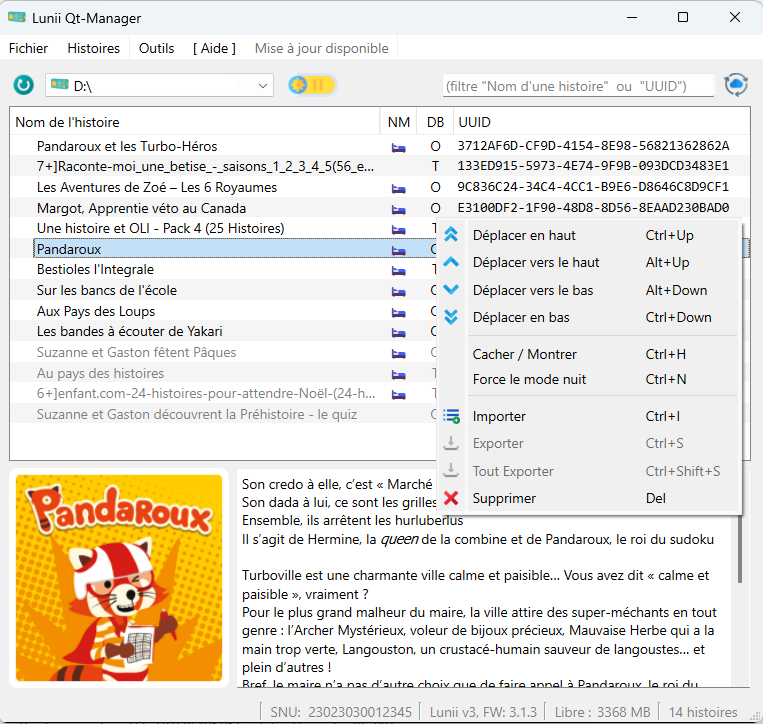 Lunii Qt-Manager
Fichier Histoires Outils [ Aide ] Mise à jour disponible
D:\ (filtre "Nom d'une histoire" ou "UUID")
Nom de l'histoire NM DB UUID
Pandaroux et les Turbo-Héros O 3712AF6D-CF9D-4154-8E98-56821362862A
7+]Raconte-moi_une_betise_-_saisons_1_2_3_4_5(56_e... T 133ED915-5973-4E74-9F9B-093DCD3483E1
Les Aventures de Zoé – Les 6 Royaumes O 9C836C24-34C4-4CC1-B9E6-D8646C8D9CF1
Margot, Apprentie véto au Canada O E3100DF2-1F90-48D8-8D56-8EAAD230BAD0
Une histoire et OLI - Pack 4 (25 Histoires)
Pandaroux
Bestioles l'Integrale
Sur les bancs de l'école
Aux Pays des Loups
Les bandes à écouter de Yakari
Suzanne et Gaston fêtent Pâques
Au pays des histoires
6+]enfant.com-24-histoires-pour-attendre-Noël-(24-h...
Suzanne et Gaston découvrent la Préhistoire - le quiz
Déplacer en haut Ctrl+Up
Déplacer vers le haut Alt+Up
Déplacer vers le bas Alt+Down
Déplacer en bas Ctrl+Down
Cacher / Montrer Ctrl+H
Force le mode nuit Ctrl+N
Importer Ctrl+I
Exporter Ctrl+S
Tout Exporter Ctrl+Shift+S
Supprimer Del
PANDAROUX
Son credo à elle, c'est « Marché
Son dada à lui, ce sont les grilles
Ensemble, ils arrêtent les hurluberlus
Il s'agit de Hermine, la queen de la combine et de Pandaroux, le roi du sudoku
Turboville est une charmante ville calme et paisible... Vous avez dit « calme et
paisible », vraiment ?
Pour le plus grand malheur du maire, la ville attire des super-méchants en tout
genre : l'Archer Mystérieux, voleur de bijoux précieux, Mauvaise Herbe qui a la
main trop verte, Langouston, un crustacé-humain sauveur de langoustes... et
plein d'autres !
Bref, le maire n'a pas d'autre choix que de faire appel à Pandaroux, le roi du
SNU: 23023030012345 Lunii v3, FW: 3.1.3 Libre : 3368 MB 14 histoires